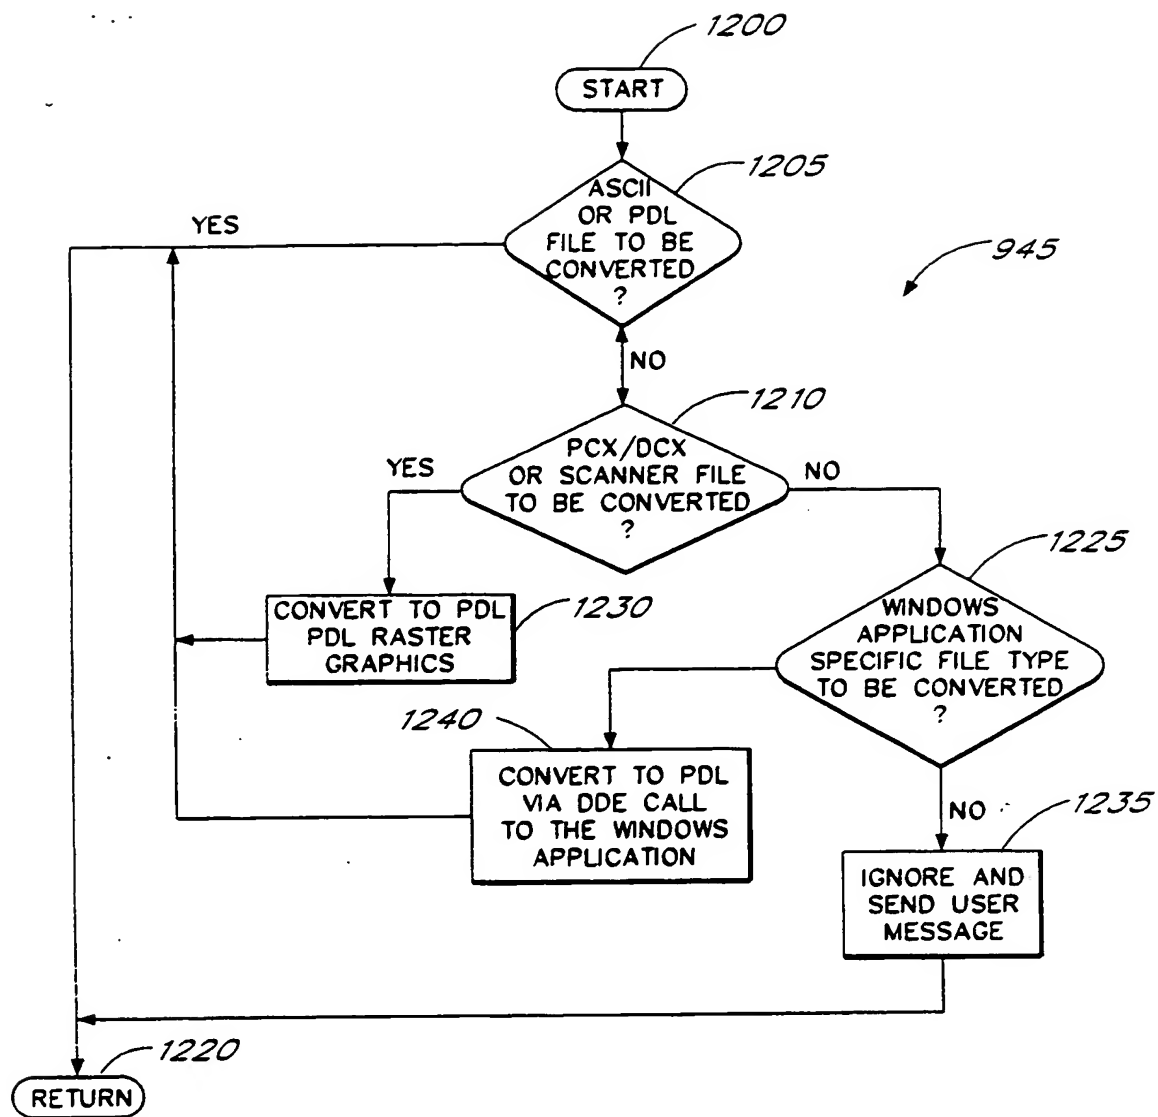 1200
START
1205
ASCII
OR PDL
FILE TO BE
CONVERTED
?
YES
945
NO
1210
PCX/DCX
OR SCANNER FILE
TO BE CONVERTED
?
YES
NO
1225
WINDOWS
APPLICATION
SPECIFIC FILE TYPE
TO BE CONVERTED
?
CONVERT TO PDL
PDL RASTER
GRAPHICS
1230
1240
CONVERT TO PDL
VIA DDE CALL
TO THE WINDOWS
APPLICATION
NO
1235
IGNORE AND
SEND USER
MESSAGE
1220
RETURN